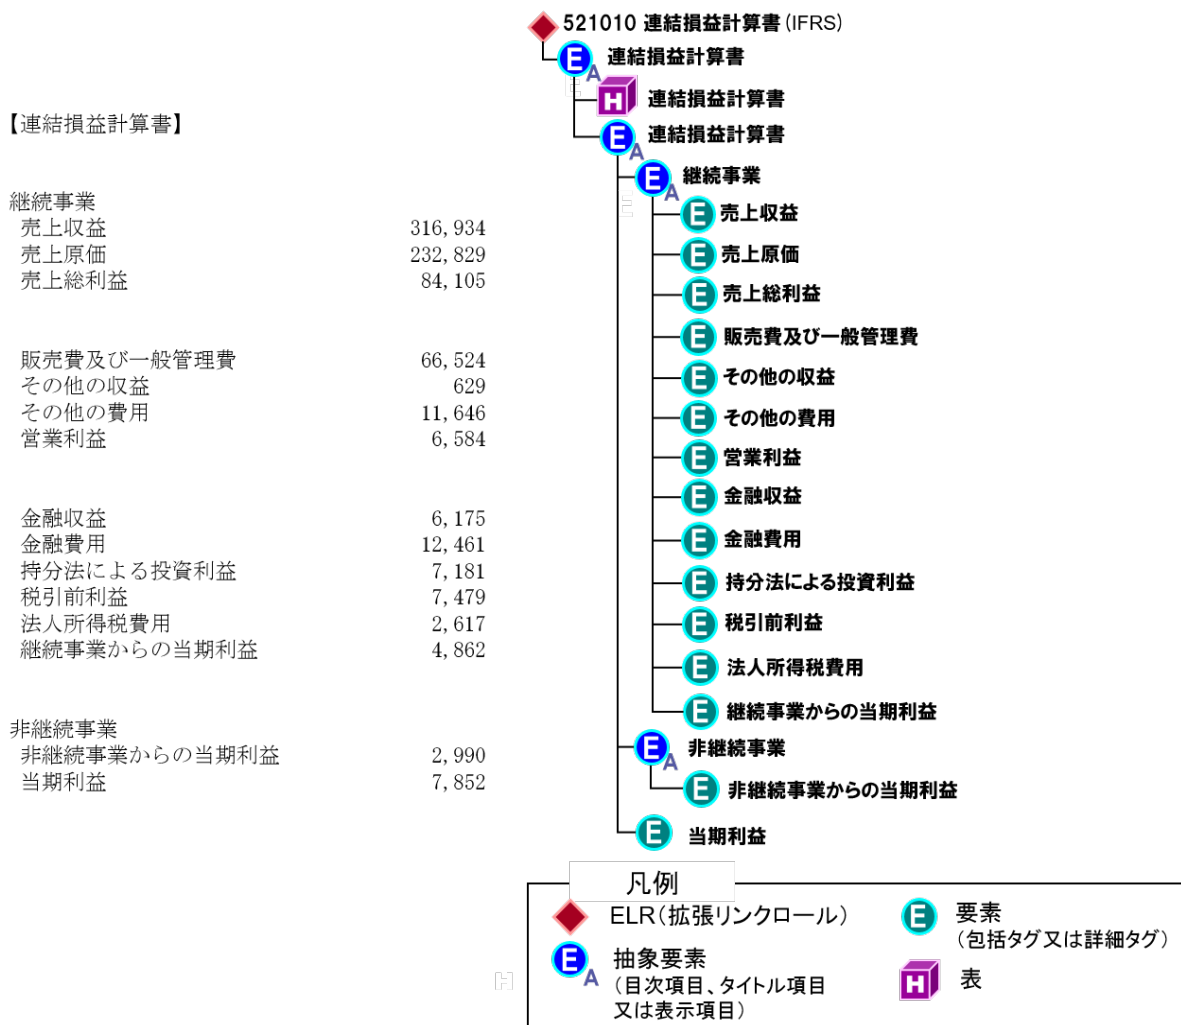 【連結損益計算書】
継続事業
売上収益 316,934
売上原価 232,829
売上総利益 84,105
販売費及び一般管理費 66,524
その他の収益 629
その他の費用 11,646
営業利益 6,584
金融収益 6,175
金融費用 12,461
持分法による投資利益 7,181
税引前利益 7,479
法人所得税費用 2,617
継続事業からの当期利益 4,862
非継続事業
非継続事業からの当期利益 2,990
当期利益 7,852
521010 連結損益計算書(IFRS)
E A 連結損益計算書
E
H 連結損益計算書
E A 連結損益計算書
E A 継続事業
E
E 売上収益
E 売上原価
E 売上総利益
E 販売費及び一般管理費
E その他の収益
E その他の費用
E 営業利益
E 金融収益
E 金融費用
E 持分法による投資利益
E 税引前利益
E 法人所得税費用
E 継続事業からの当期利益
E A 非継続事業
E 非継続事業からの当期利益
E 当期利益
凡例
ELR(拡張リンクロール)
E A 抽象要素
(目次項目、タイトル項目
又は表示項目)
E 要素
(包括タグ又は詳細タグ)
H 表
H